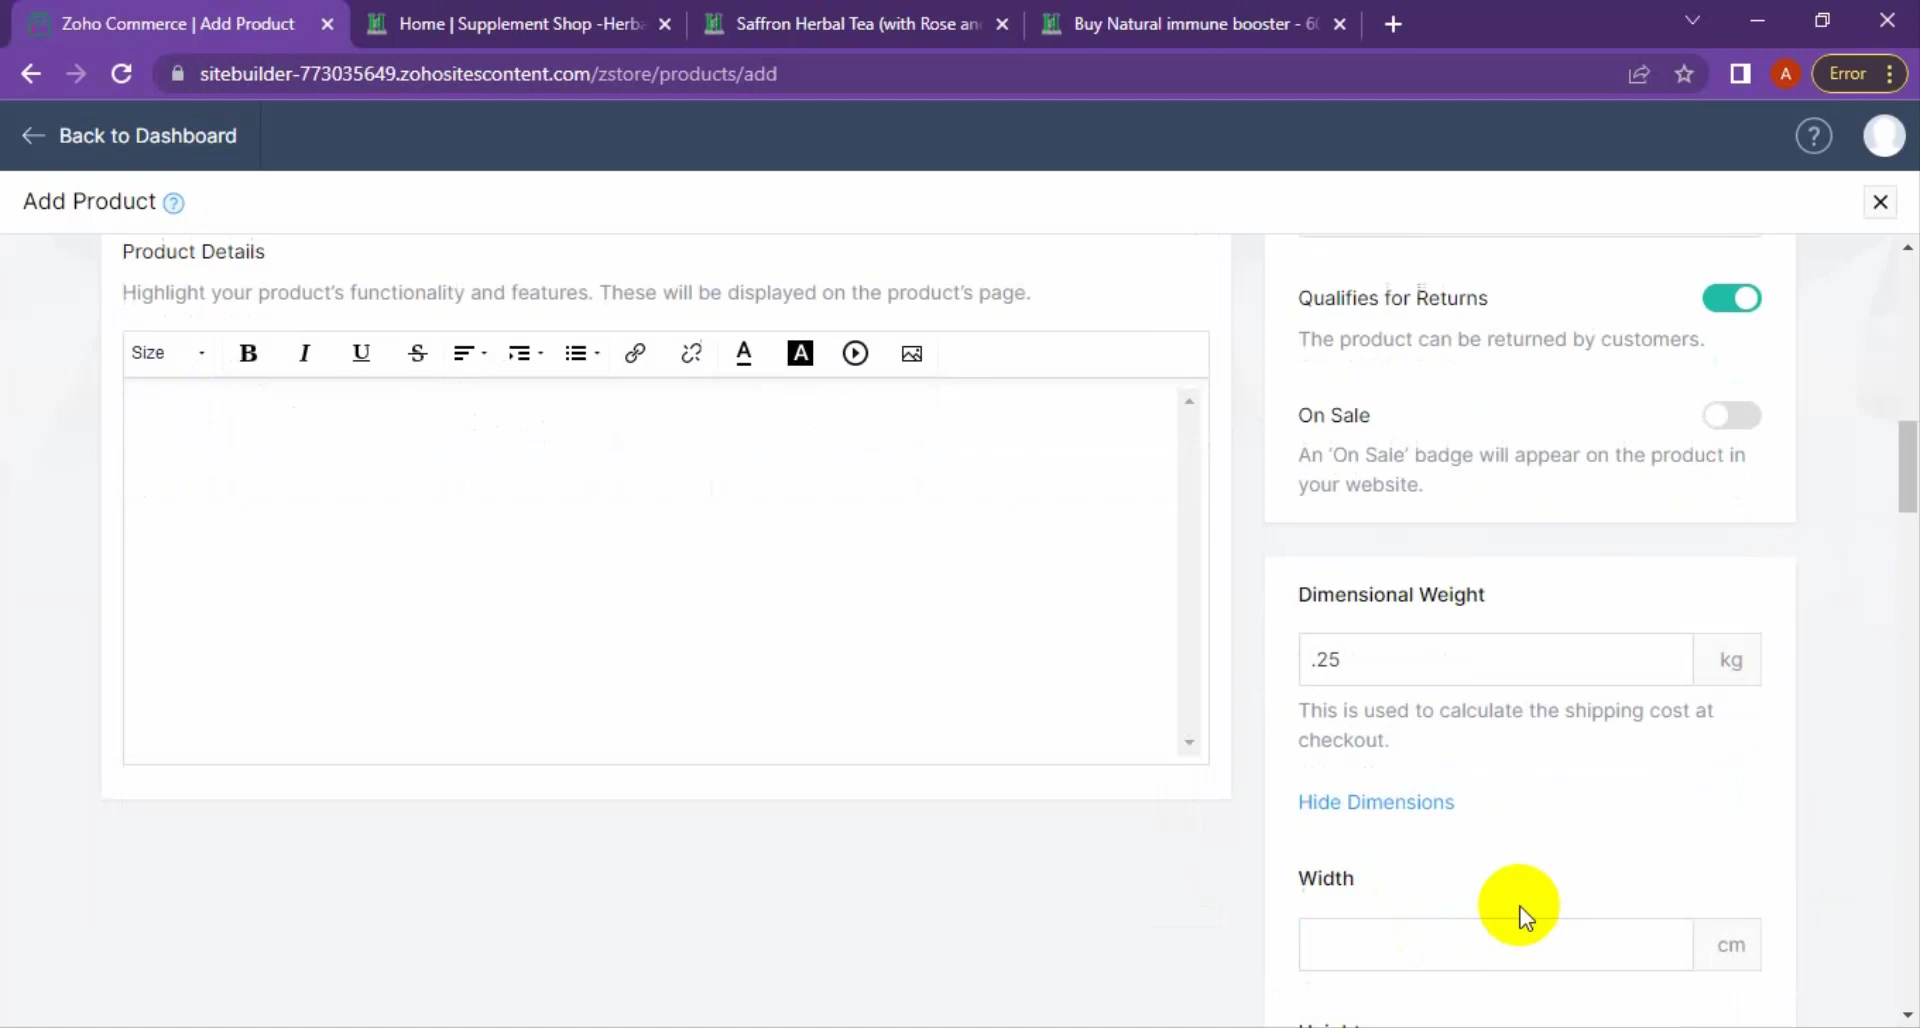 Zoho Commerce | Add Product
Home | Supplement Shop -Herba
Saffron Herbal Tea (with Rose an
Buy Natural immune booster - 60
sitebuilder-773035649.zohositescontent.com/zstore/products/add
A
Error
Back to Dashboard
?
Add Product ?
Product Details
Highlight your product's functionality and features. These will be displayed on the product's page.
Size B I U S A A
Qualifies for Returns
The product can be returned by customers.
On Sale
An 'On Sale' badge will appear on the product in
your website.
Dimensional Weight
.25 kg
This is used to calculate the shipping cost at
checkout.
Hide Dimensions
Width
cm